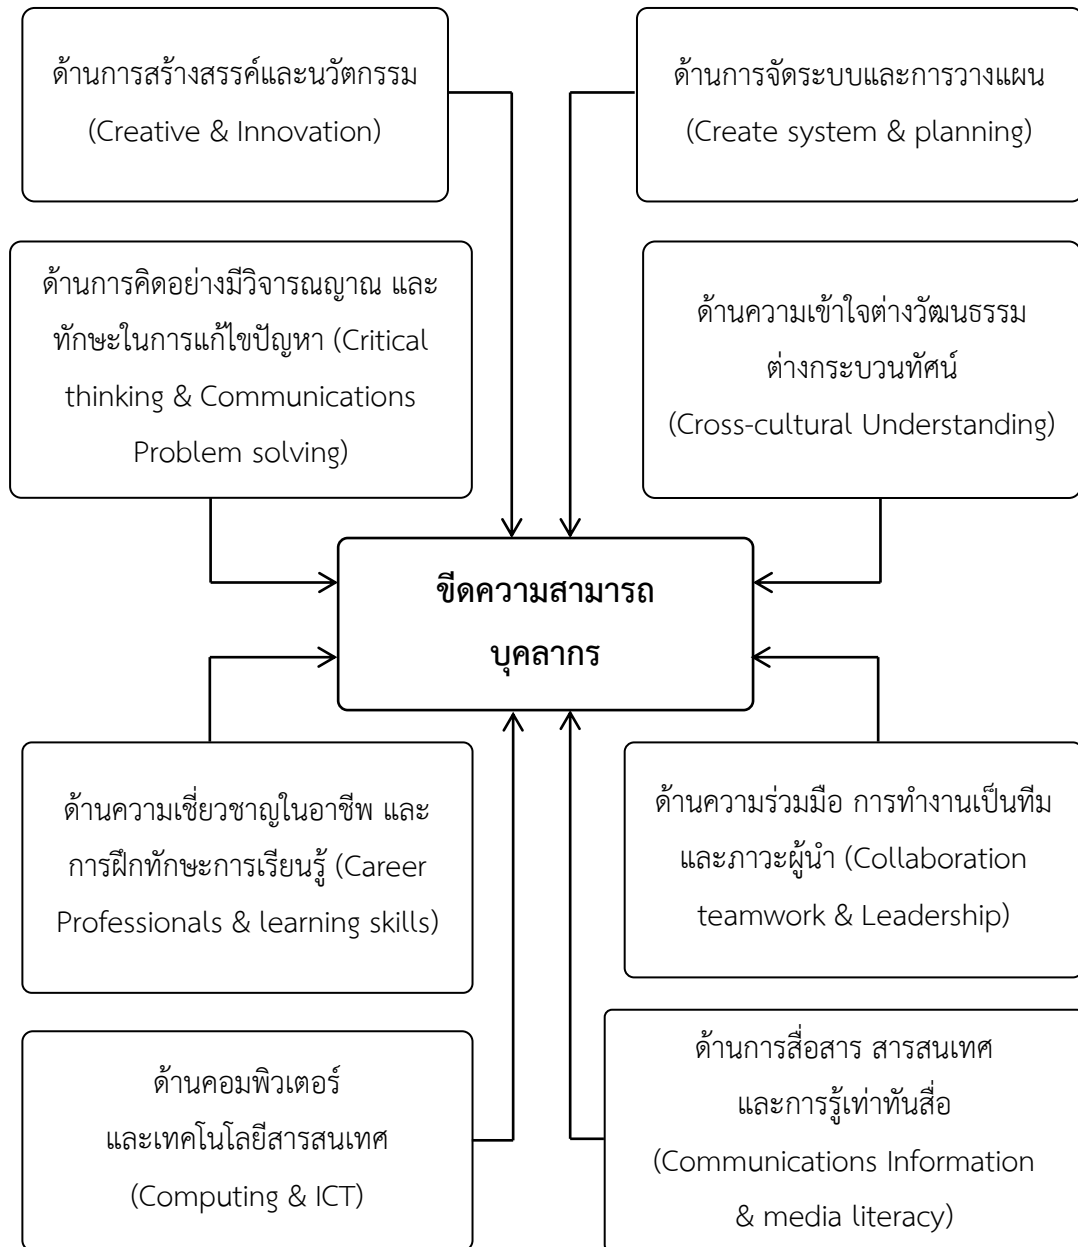 ด้านการสร้างสรรค์และนวัตกรรม
(Creative & Innovation)
ด้านการจัดระบบและการวางแผน
(Create system & planning)
ด้านการคิดอย่างมีวิจารณญาณ และ
ทักษะในการแก้ไขปัญหา (Critical
thinking & Communications
Problem solving)
ด้านความเข้าใจต่างวัฒนธรรม
ต่างกระบวนทัศน์
(Cross-cultural Understanding)
ขีดความสามารถ
บุคลากร
ด้านความเชี่ยวชาญในอาชีพ และ
การฝึกทักษะการเรียนรู้ (Career
Professionals & learning skills)
ด้านความร่วมมือ การทำงานเป็นทีม
และภาวะผู้นำ (Collaboration
teamwork & Leadership)
ด้านคอมพิวเตอร์
และเทคโนโลยีสารสนเทศ
(Computing & ICT)
ด้านการสื่อสาร สารสนเทศ
และการรู้เท่าทันสื่อ
(Communications Information
& media literacy)